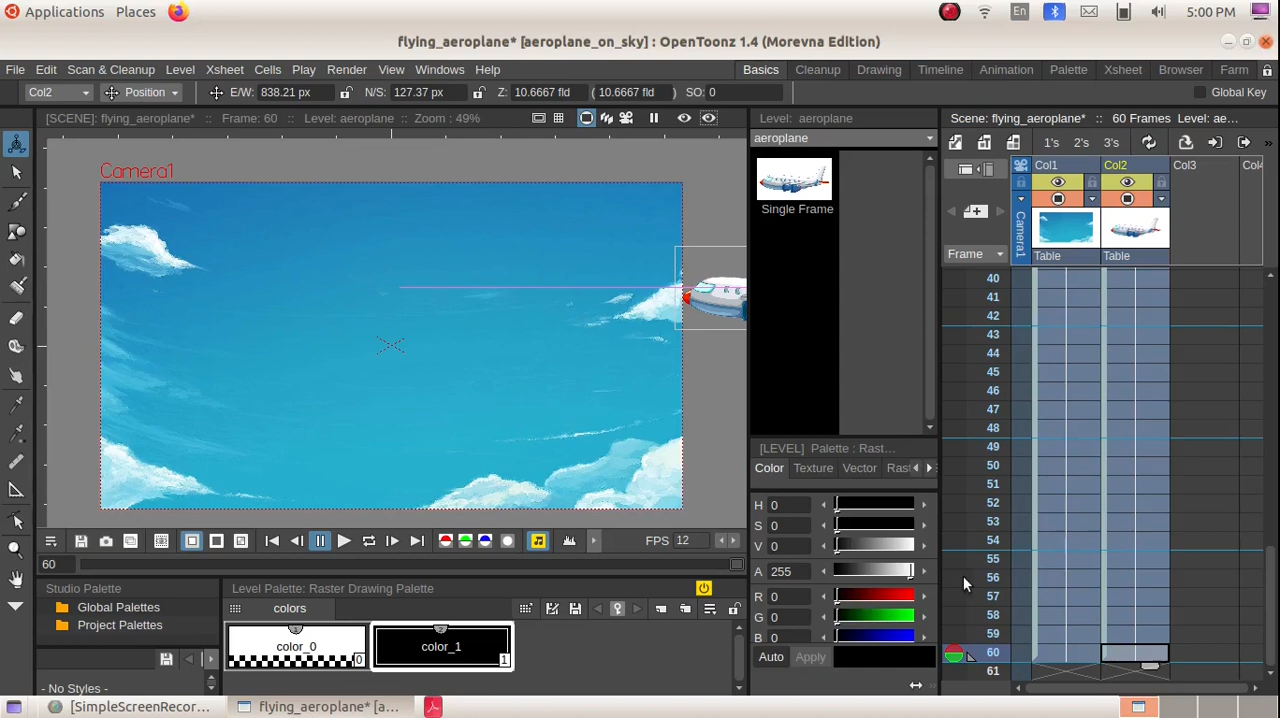 Applications Places En 5:00 PM
flying_aeroplane* [aeroplane_on_sky] : OpenToonz 1.4 (Morevna Edition)
File Edit Scan & Cleanup Level Xsheet Cells Play Render View Windows Help Basics Cleanup Drawing Timeline Animation Palette Xsheet Browser Farm
Col2 Position E/W: 838.21 px N/S: 127.37 px Z: 10.6667 fld ( 10.6667 fld ) SO: 0 Global Key
[SCENE]: flying_aeroplane* :: Frame: 60 :: Level: aeroplane :: Zoom : 49% Level: aeroplane Scene: flying_aeroplane* :: 60 Frames Level: ae...
aeroplane
1's 2's 3's »
Col1 Col2 Col3 Col4
Camera1
Single Frame
Camera1
Frame Table Table
40
41
42
43
44
45
46
47
48
[LEVEL] Palette : Rast...
49
Color Texture Vector Rast
50
51
H 0
52
S 0
53
V 0
54
FPS 12
55
60
A 255
56
Studio Palette Level Palette: Raster Drawing Palette
R 0
57
Global Palettes colors
G 0
58
Project Palettes
B 0
59
color_0 0 color_1 1
Auto Apply
60
61
- No Styles -
[SimpleScreenRecor... flying_aeroplane* [a...